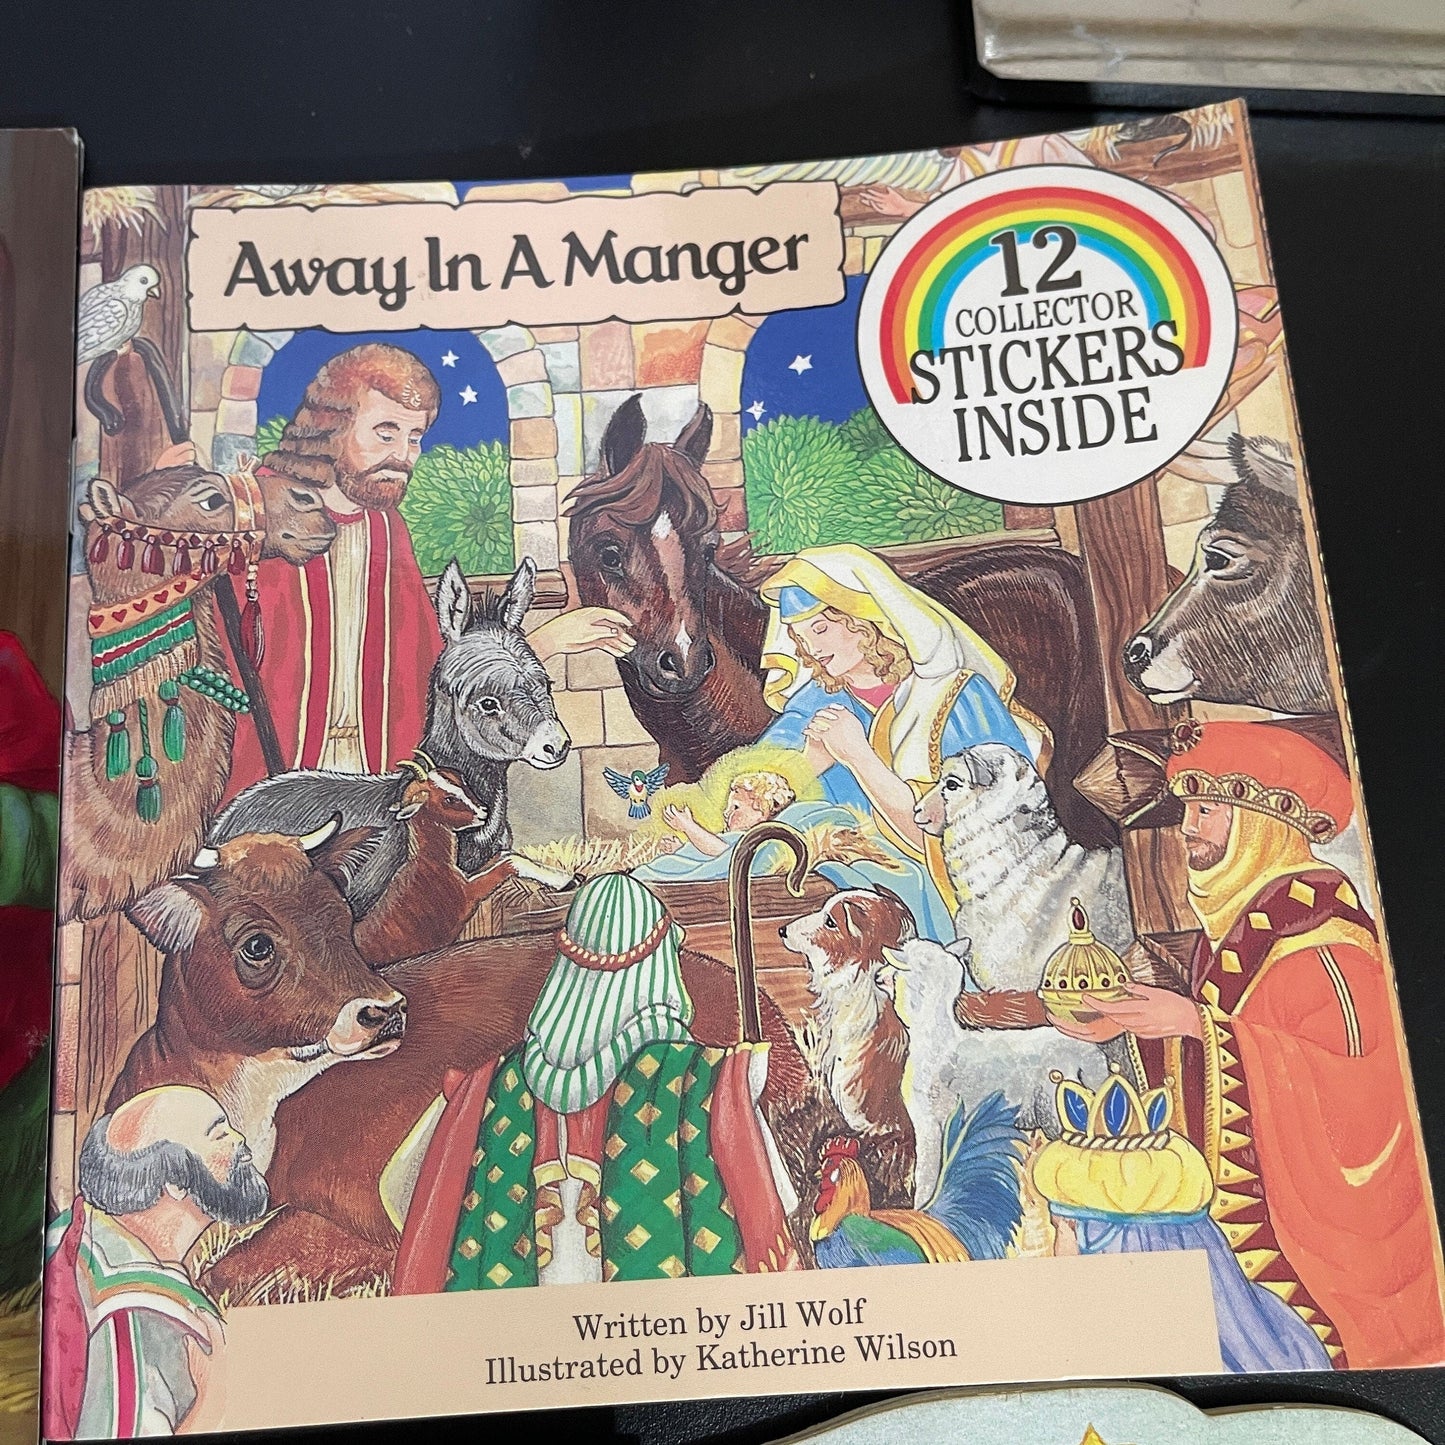 Away In A Manger
12
COLLECTOR
STICKERS
INSIDE
Written by Jill Wolf
Illustrated by Katherine Wilson